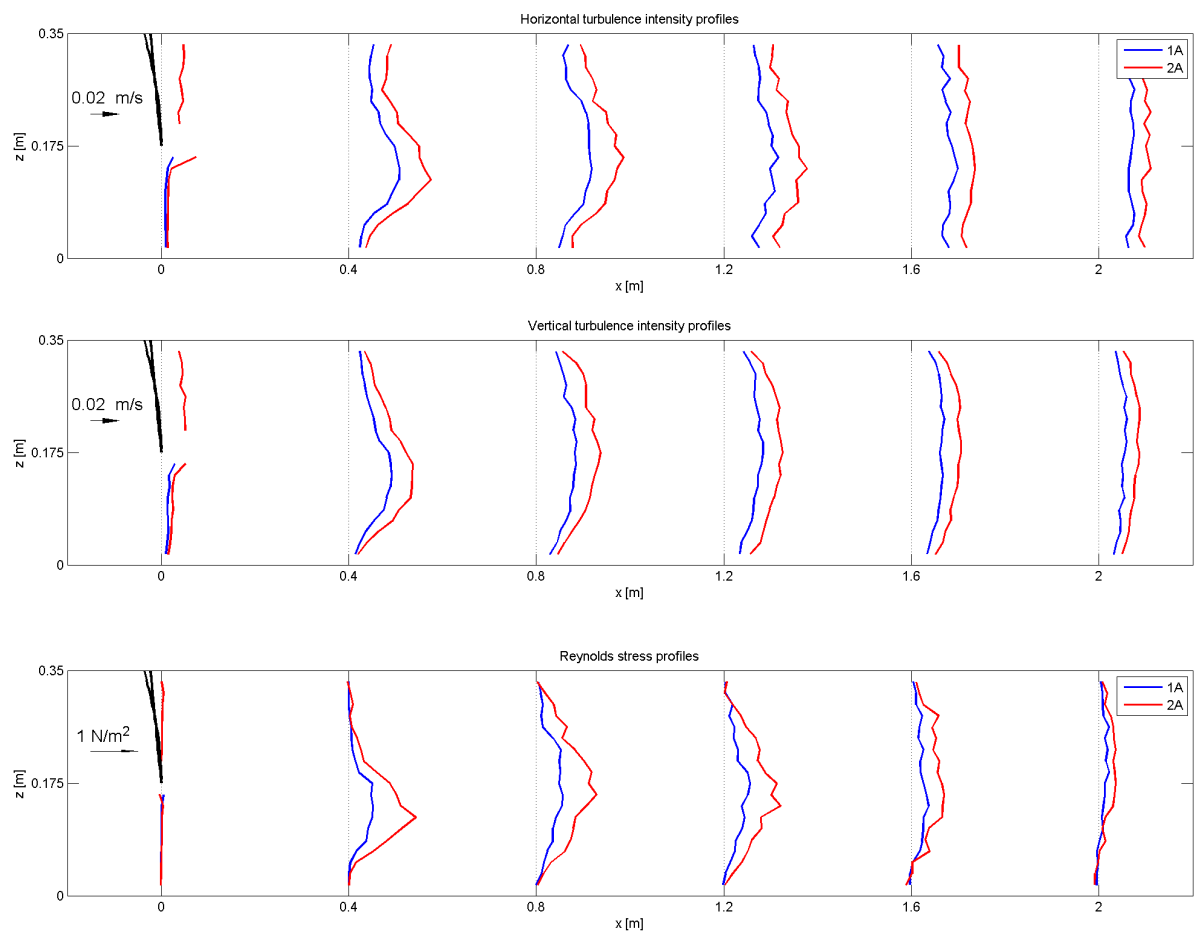 Horizontal turbulence intensity profiles
0.35
0.175
0
z [m]
0.02 m/s
1A
2A
0
0.4
0.8
1.2
1.6
2
x [m]
Vertical turbulence intensity profiles
0.35
0.175
0
z [m]
0.02 m/s
0
0.4
0.8
1.2
1.6
2
x [m]
Reynolds stress profiles
0.35
0.175
0
z [m]
1 N/m²
1A
2A
0
0.4
0.8
1.2
1.6
2
x [m]